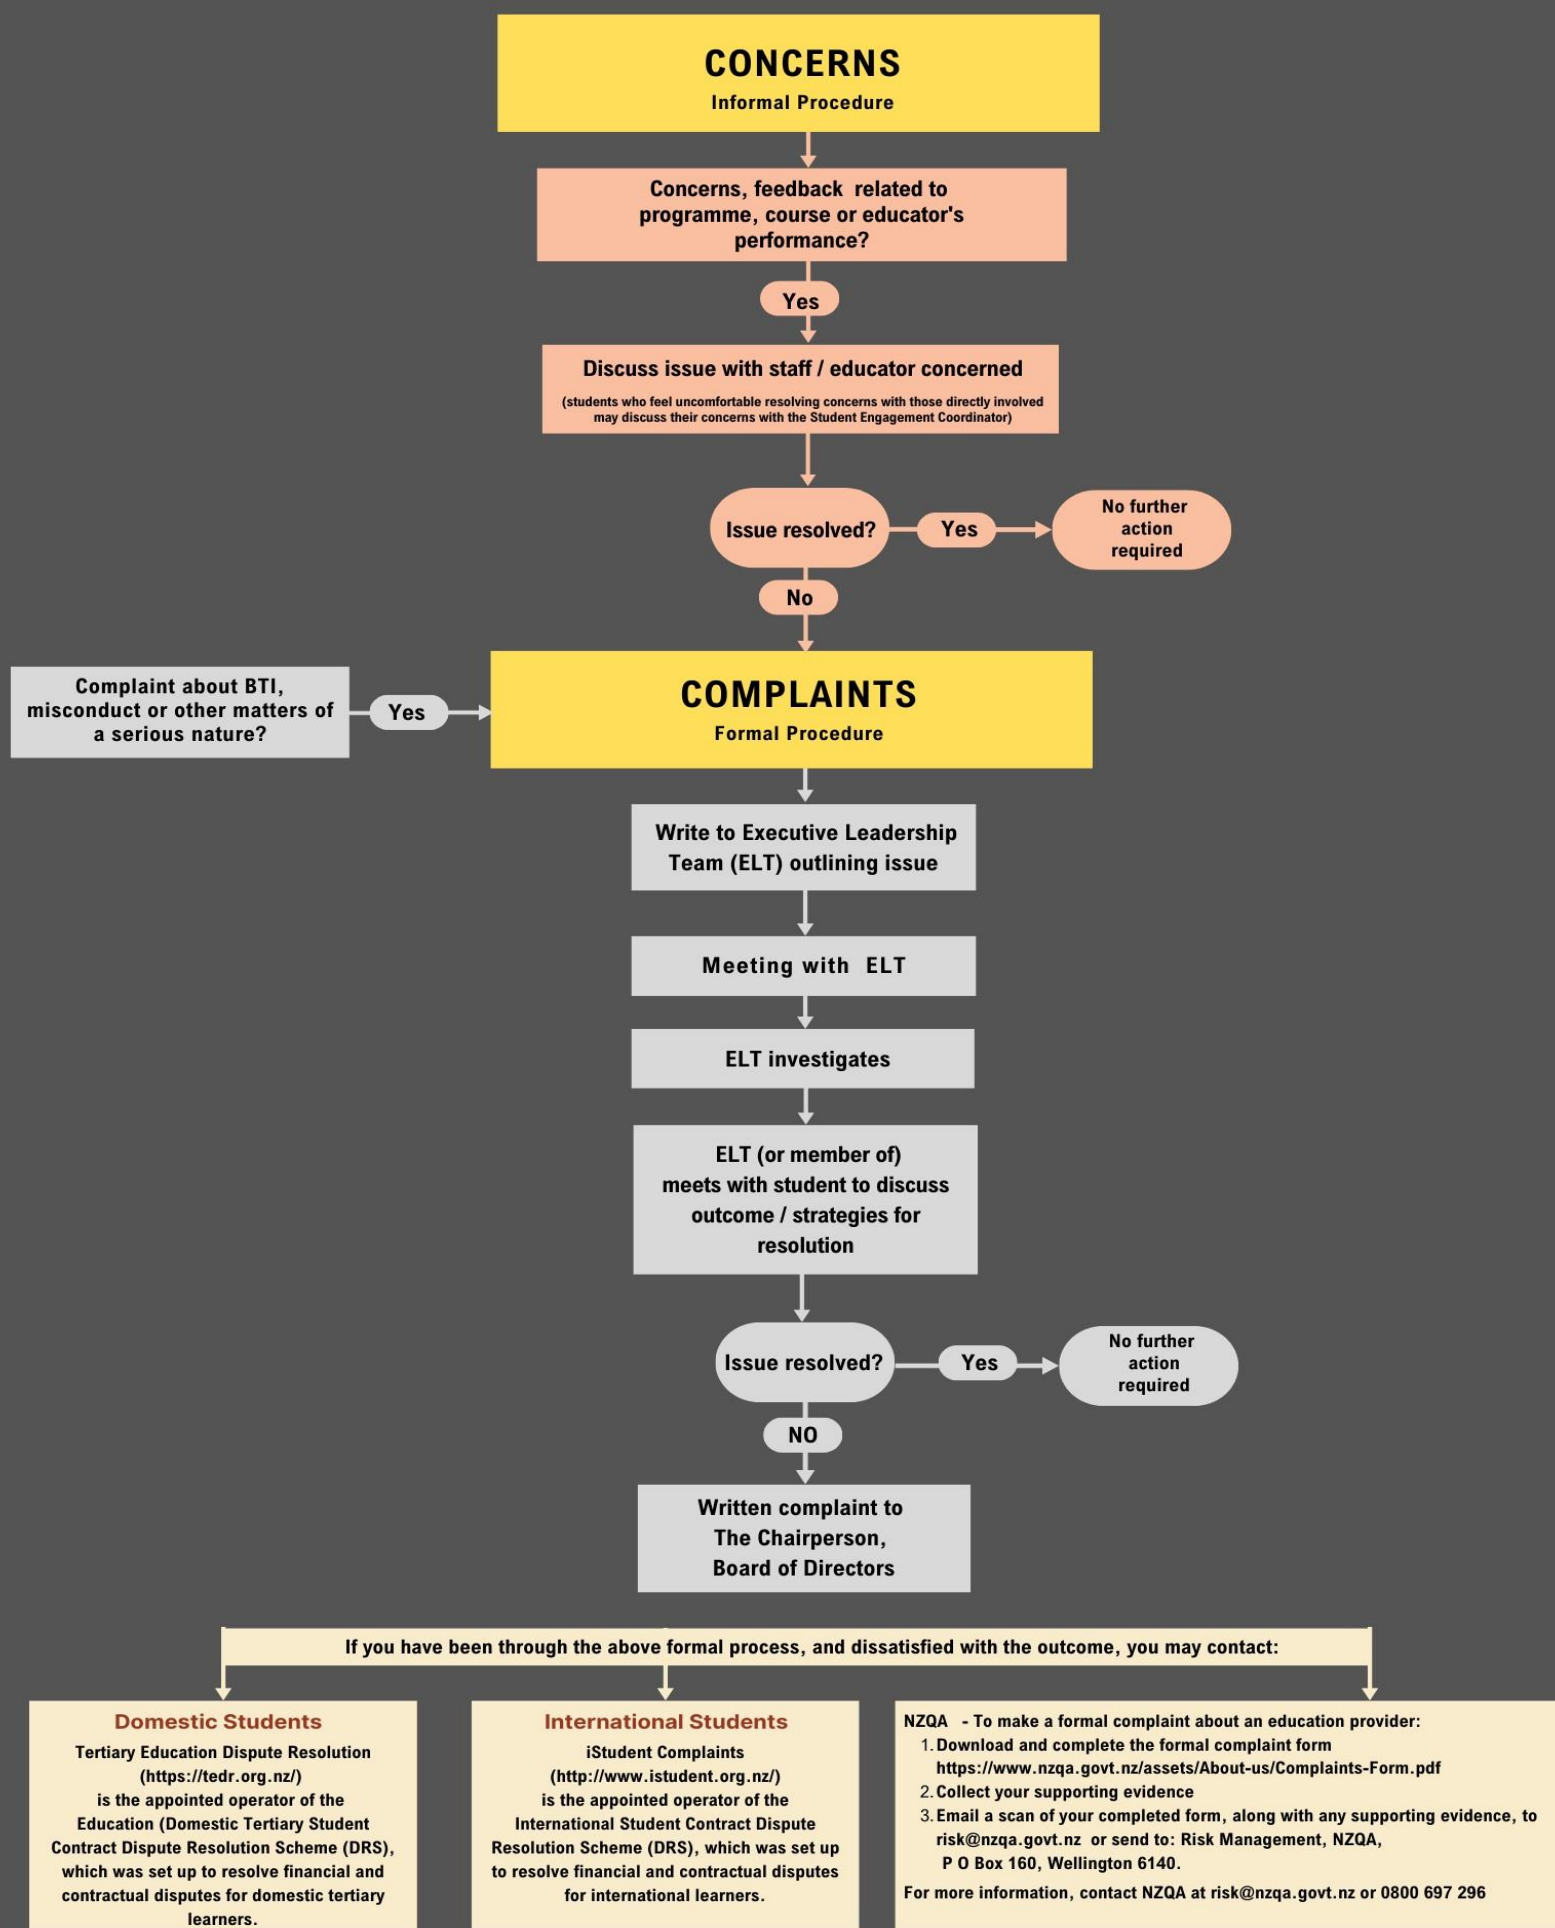 CONCERNS
Informal Procedure
Concerns, feedback related to
programme, course or educator's
performance?
Yes
Discuss issue with staff / educator concerned
(students who feel uncomfortable resolving concerns with those directly involved
may discuss their concerns with the Student Engagement Coordinator)
Issue resolved?
Yes
No further
action
required
No
Complaint about BTI,
misconduct or other matters of
a serious nature?
Yes
COMPLAINTS
Formal Procedure
Write to Executive Leadership
Team (ELT) outlining issue
Meeting with ELT
ELT investigates
ELT (or member of)
meets with student to discuss
outcome / strategies for
resolution
Issue resolved?
Yes
No further
action
required
NO
Written complaint to
The Chairperson,
Board of Directors
If you have been through the above formal process, and dissatisfied with the outcome, you may contact:
Domestic Students
Tertiary Education Dispute Resolution
(https://tedr.org.nz/)
is the appointed operator of the
Education (Domestic Tertiary Student
Contract Dispute Resolution Scheme (DRS),
which was set up to resolve financial and
contractual disputes for domestic tertiary
learners.
International Students
iStudent Complaints
(http://www.istudent.org.nz/)
is the appointed operator of the
International Student Contract Dispute
Resolution Scheme (DRS), which was set up
to resolve financial and contractual disputes
for international learners.
NZQA - To make a formal complaint about an education provider:
1. Download and complete the formal complaint form
https://www.nzqa.govt.nz/assets/About-us/Complaints-Form.pdf
2. Collect your supporting evidence
3. Email a scan of your completed form, along with any supporting evidence, to
risk@nzqa.govt.nz or send to: Risk Management, NZQA,
P O Box 160, Wellington 6140.
For more information, contact NZQA at risk@nzqa.govt.nz or 0800 697 296